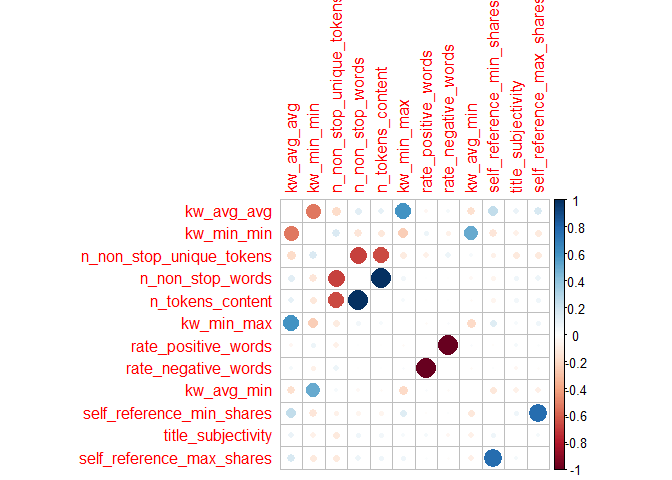 kw_avg_avg
kw_min_min
n_non_stop_unique_tokens
n_non_stop_words
n_tokens_content
kw_min_max
rate_positive_words
rate_negative_words
kw_avg_min
self_reference_min_shares
title_subjectivity
self_reference_max_shares
kw_avg_avg
kw_min_min
n_non_stop_unique_tokens
n_non_stop_words
n_tokens_content
kw_min_max
rate_positive_words
rate_negative_words
kw_avg_min
self_reference_min_shares
title_subjectivity
self_reference_max_shares
1
0.8
0.6
0.4
0.2
0
-0.2
-0.4
-0.6
-0.8
-1